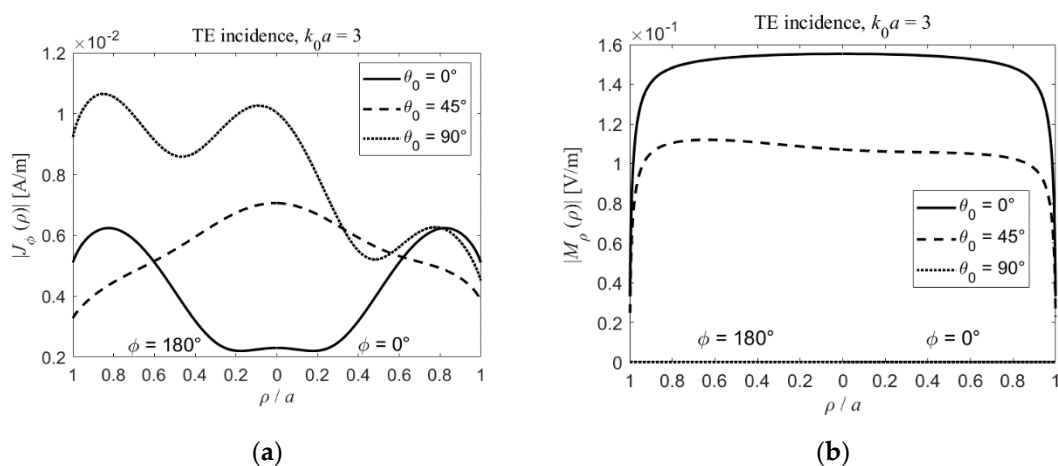 TE incidence, k₀a = 3
×10⁻²
1.2
1
0.8
0.6
0.4
0.2
|J_ϕ (ρ)| [A/m]
θ₀ = 0°
θ₀ = 45°
θ₀ = 90°
ϕ = 180°
ϕ = 0°
1 0.8 0.6 0.4 0.2 0 0.2 0.4 0.6 0.8 1
ρ / a
(a)
TE incidence, k₀a = 3
×10⁻¹
1.6
1.4
1.2
1
0.8
0.6
0.4
0.2
0
|M_ρ (ρ)| [V/m]
θ₀ = 0°
θ₀ = 45°
θ₀ = 90°
ϕ = 180°
ϕ = 0°
1 0.8 0.6 0.4 0.2 0 0.2 0.4 0.6 0.8 1
ρ / a
(b)